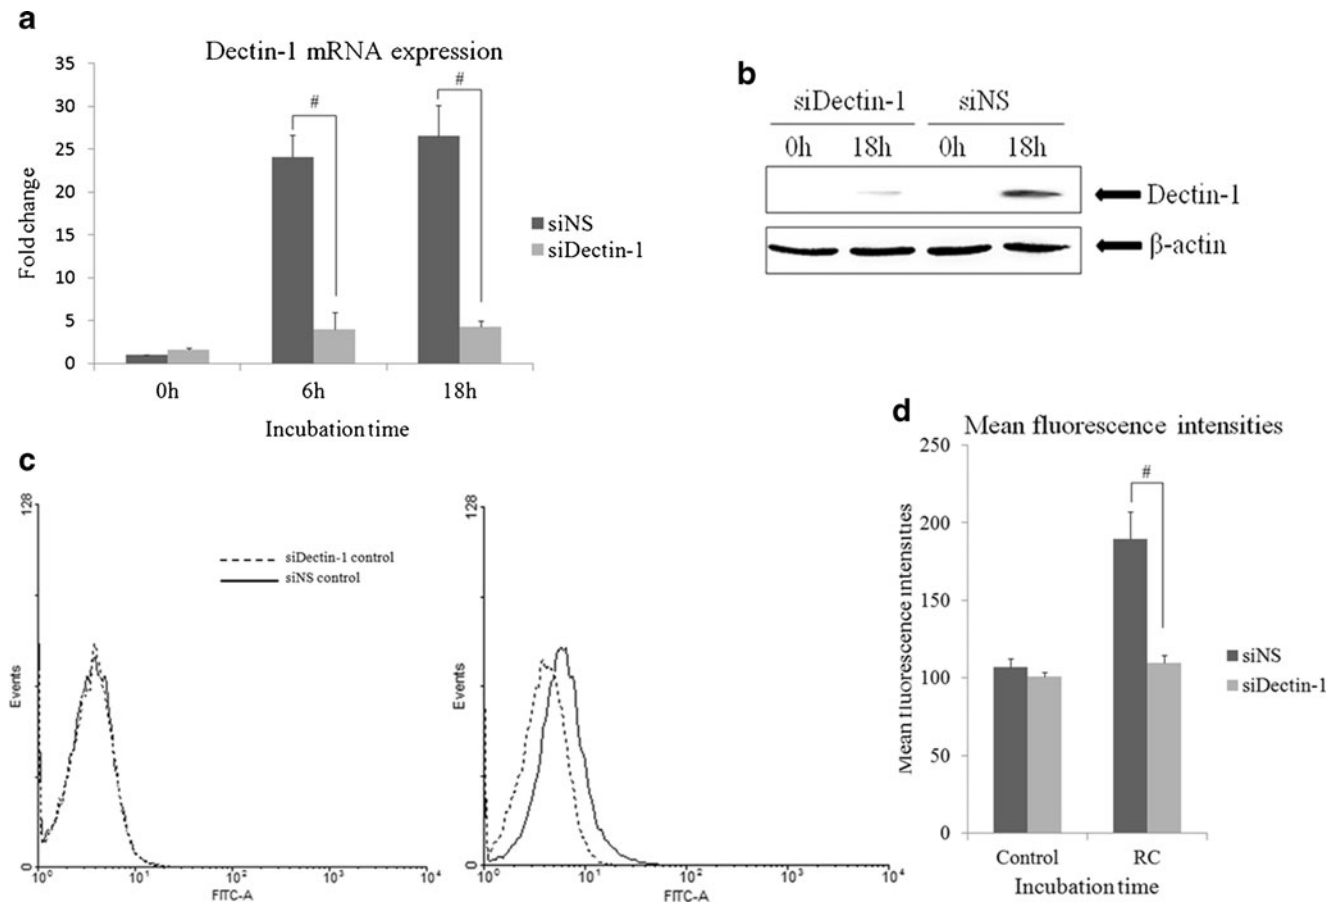 a
Dectin-1 mRNA expression
35
30
25
20
15
10
5
0
Fold change
#
#
0h 6h 18h
Incubation time
siNS
siDectin-1
b
siDectin-1 siNS
0h 18h 0h 18h
Dectin-1
β-actin
c
128
Events
0
10⁰ 10¹ 10² 10³ 10⁴
FITC-A
siDectin-1 control
siNS control
128
Events
0
10⁰ 10¹ 10² 10³ 10⁴
FITC-A
d
Mean fluorescence intensities
250
200
150
100
50
0
Mean fluorescence intensities
#
Control RC
Incubation time
siNS
siDectin-1